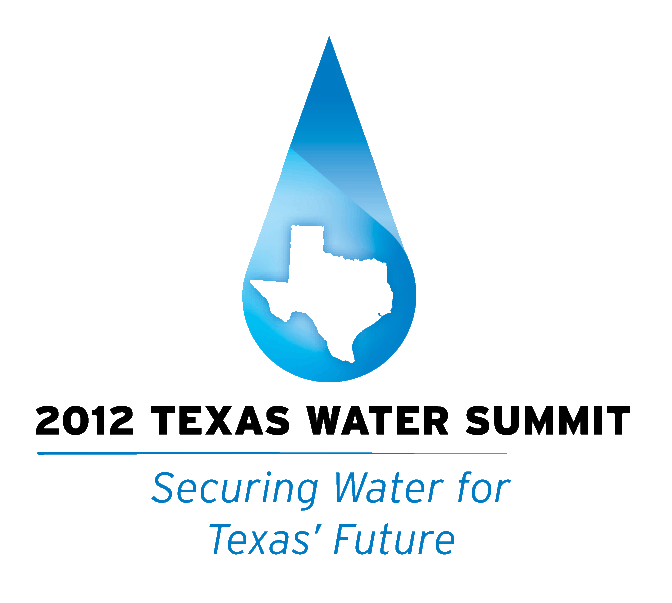 2012 TEXAS WATER SUMMIT
Securing Water for
Texas’ Future